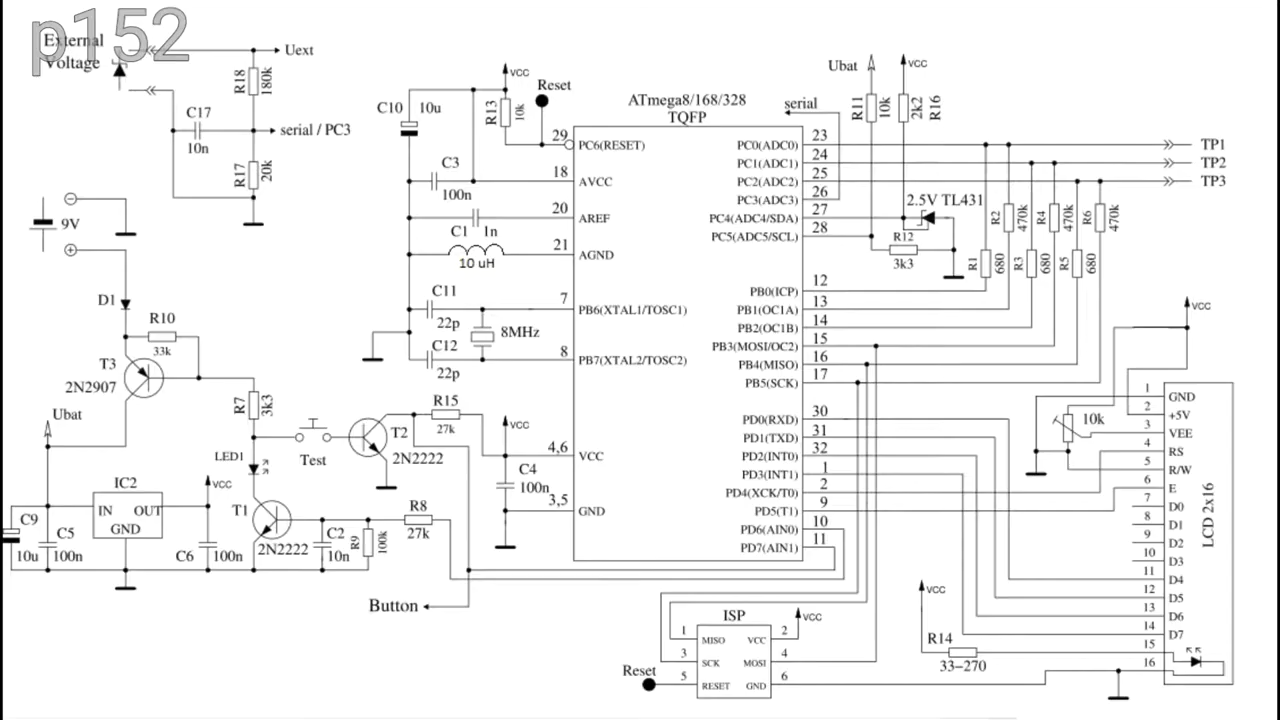 p152
External
Voltage
Uext
R18
180k
C17
10n
serial / PC3
R17
20k
9V
D1
R10
33k
T3
2N2907
Ubat
R7
3k3
LED1
Test
T2
2N2222
R15
27k
IC2
IN OUT
GND
VCC
C9
10u
C5
100n
C6
100n
T1
2N2222
C2
10n
R9
100k
R8
27k
Button
C10
10u
VCC
R13
10k
Reset
C3
100n
C1
1n
10 uH
C11
22p
8MHz
C12
22p
VCC
C4
100n
ATmega8/168/328
TQFP
29 PC6(RESET)
18 AVCC
20 AREF
21 AGND
7 PB6(XTAL1/TOSC1)
8 PB7(XTAL2/TOSC2)
4,6 VCC
3,5 GND
PC0(ADC0) 23
PC1(ADC1) 24
PC2(ADC2) 25
PC3(ADC3) 26
PC4(ADC4/SDA) 27
PC5(ADC5/SCL) 28
PB0(ICP) 12
PB1(OC1A) 13
PB2(OC1B) 14
PB3(MOSI/OC2) 15
PB4(MISO) 16
PB5(SCK) 17
PD0(RXD) 30
PD1(TXD) 31
PD2(INT0) 32
PD3(INT1) 1
PD4(XCK/T0) 2
PD5(T1) 9
PD6(AIN0) 10
PD7(AIN1) 11
serial
Ubat
R11
10k
VCC
2k2
R16
2.5V TL431
R12
3k3
TP1
TP2
TP3
R1
680
R2
470k
R3
680
R4
470k
R5
680
R6
470k
VCC
10k
1 GND
2 +5V
3 VEE
4 RS
5 R/W
6 E
7 D0
8 D1
9 D2
10 D3
11 D4
12 D5
13 D6
14 D7
15
16
LCD 2x16
VCC
R14
33–270
ISP
VCC
1 MISO VCC 2
3 SCK MOSI 4
5 RESET GND 6
Reset